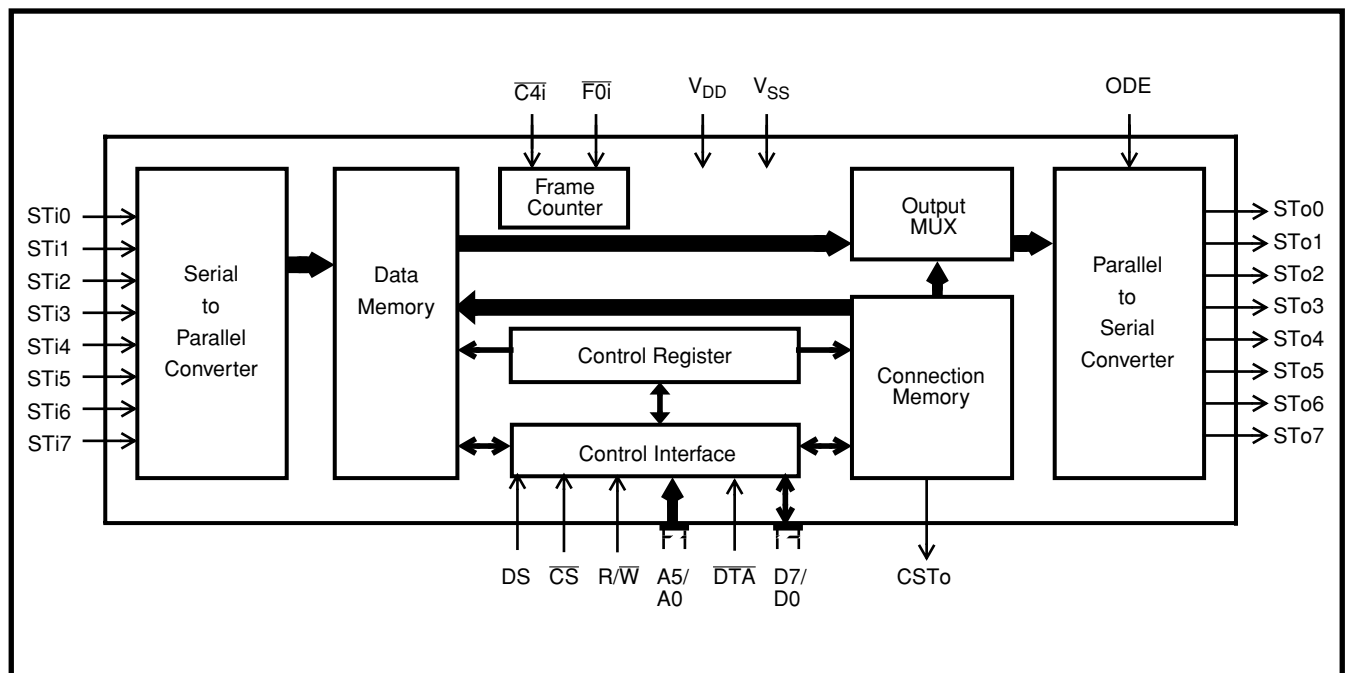 C4i
F0i
VDD
VSS
ODE
STi0
STi1
STi2
STi3
STi4
STi5
STi6
STi7
Serial
to
Parallel
Converter
Data
Memory
Frame
Counter
Output
MUX
Control Register
Control Interface
Connection
Memory
Parallel
to
Serial
Converter
STo0
STo1
STo2
STo3
STo4
STo5
STo6
STo7
DS
CS
R/W
A5/
A0
DTA
D7/
D0
CSTo